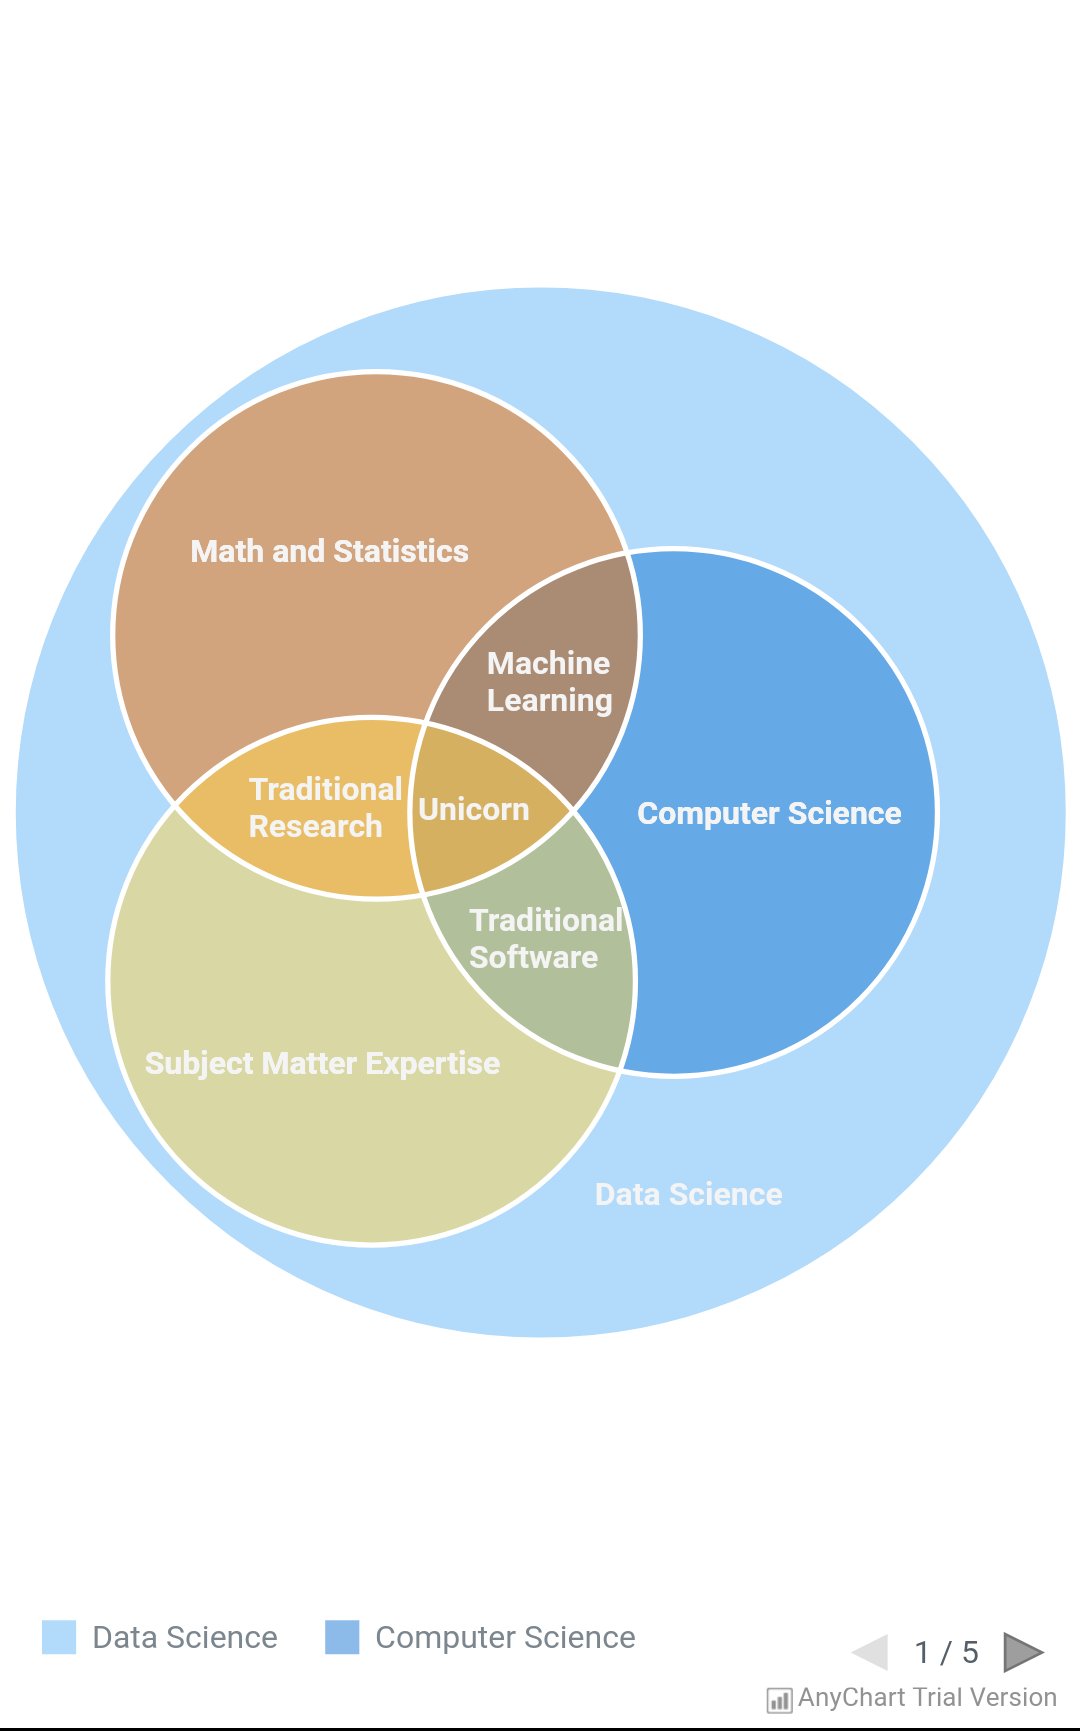 Math and Statistics
Machine
Learning
Traditional
Research
Unicorn
Computer Science
Traditional
Software
Subject Matter Expertise
Data Science
Data Science
Computer Science
1 / 5
AnyChart Trial Version